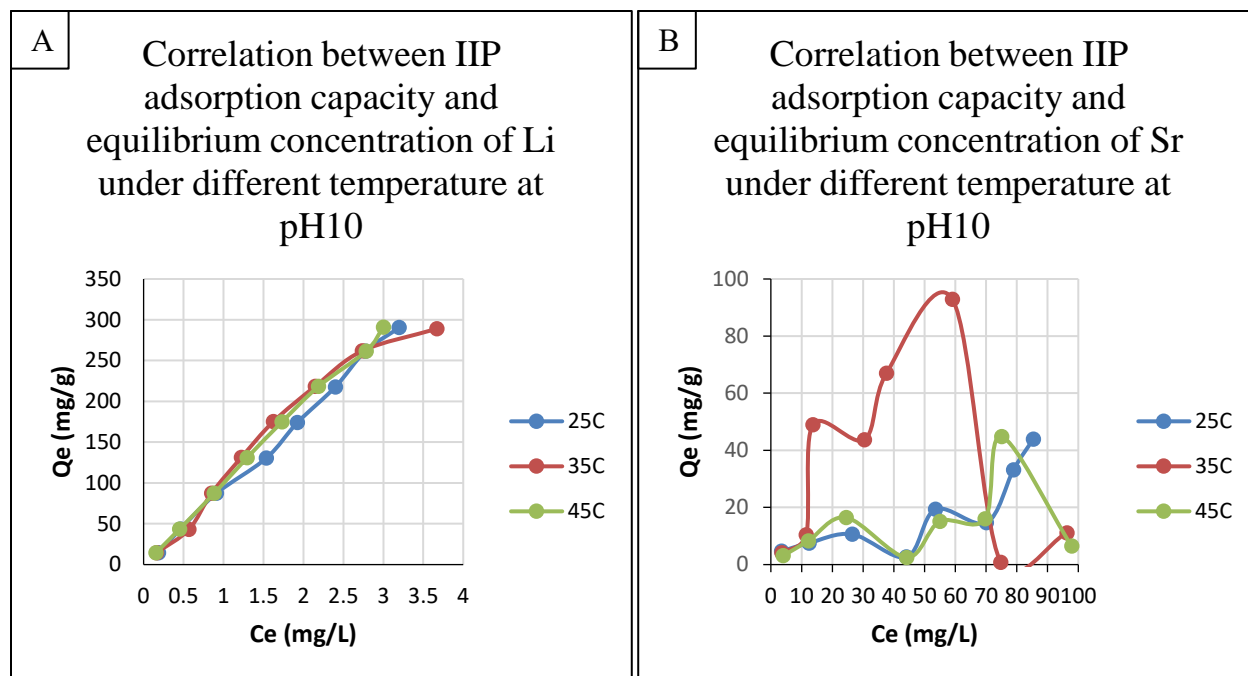 A
Correlation between IIP
adsorption capacity and
equilibrium concentration of Li
under different temperature at
pH10
Qe (mg/g)
350
300
250
200
150
100
50
0
0 0.5 1 1.5 2 2.5 3 3.5 4
Ce (mg/L)
25C
35C
45C
B
Correlation between IIP
adsorption capacity and
equilibrium concentration of Sr
under different temperature at
pH10
Qe (mg/g)
100
80
60
40
20
0
0 10 20 30 40 50 60 70 80 90 100
Ce (mg/L)
25C
35C
45C